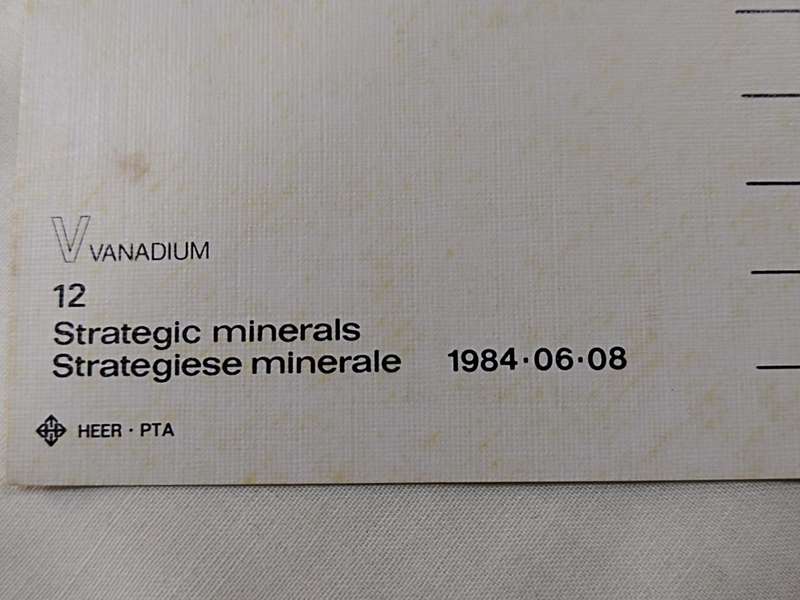 V VANADIUM
12
Strategic minerals
Strategiese minerale 1984·06·08
HEER · PTA